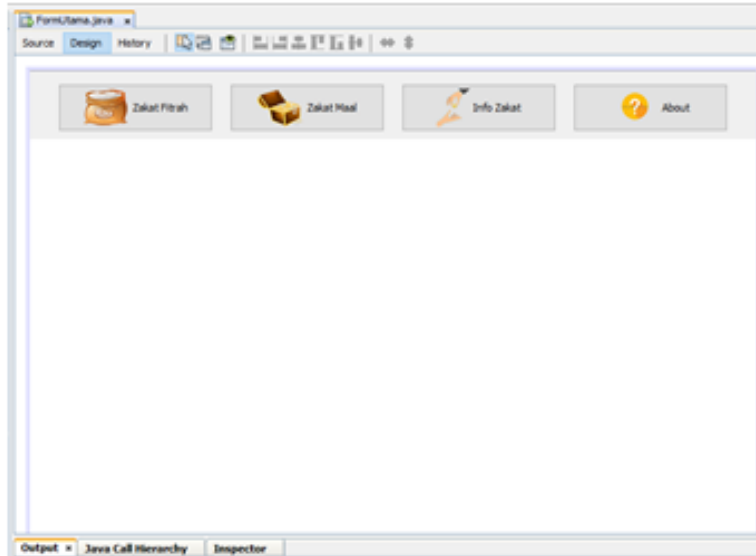 FormUtama.java
Source Design History
Zakat Fitrah Zakat Maal Info Zakat About
Output Java Call Hierarchy Inspector